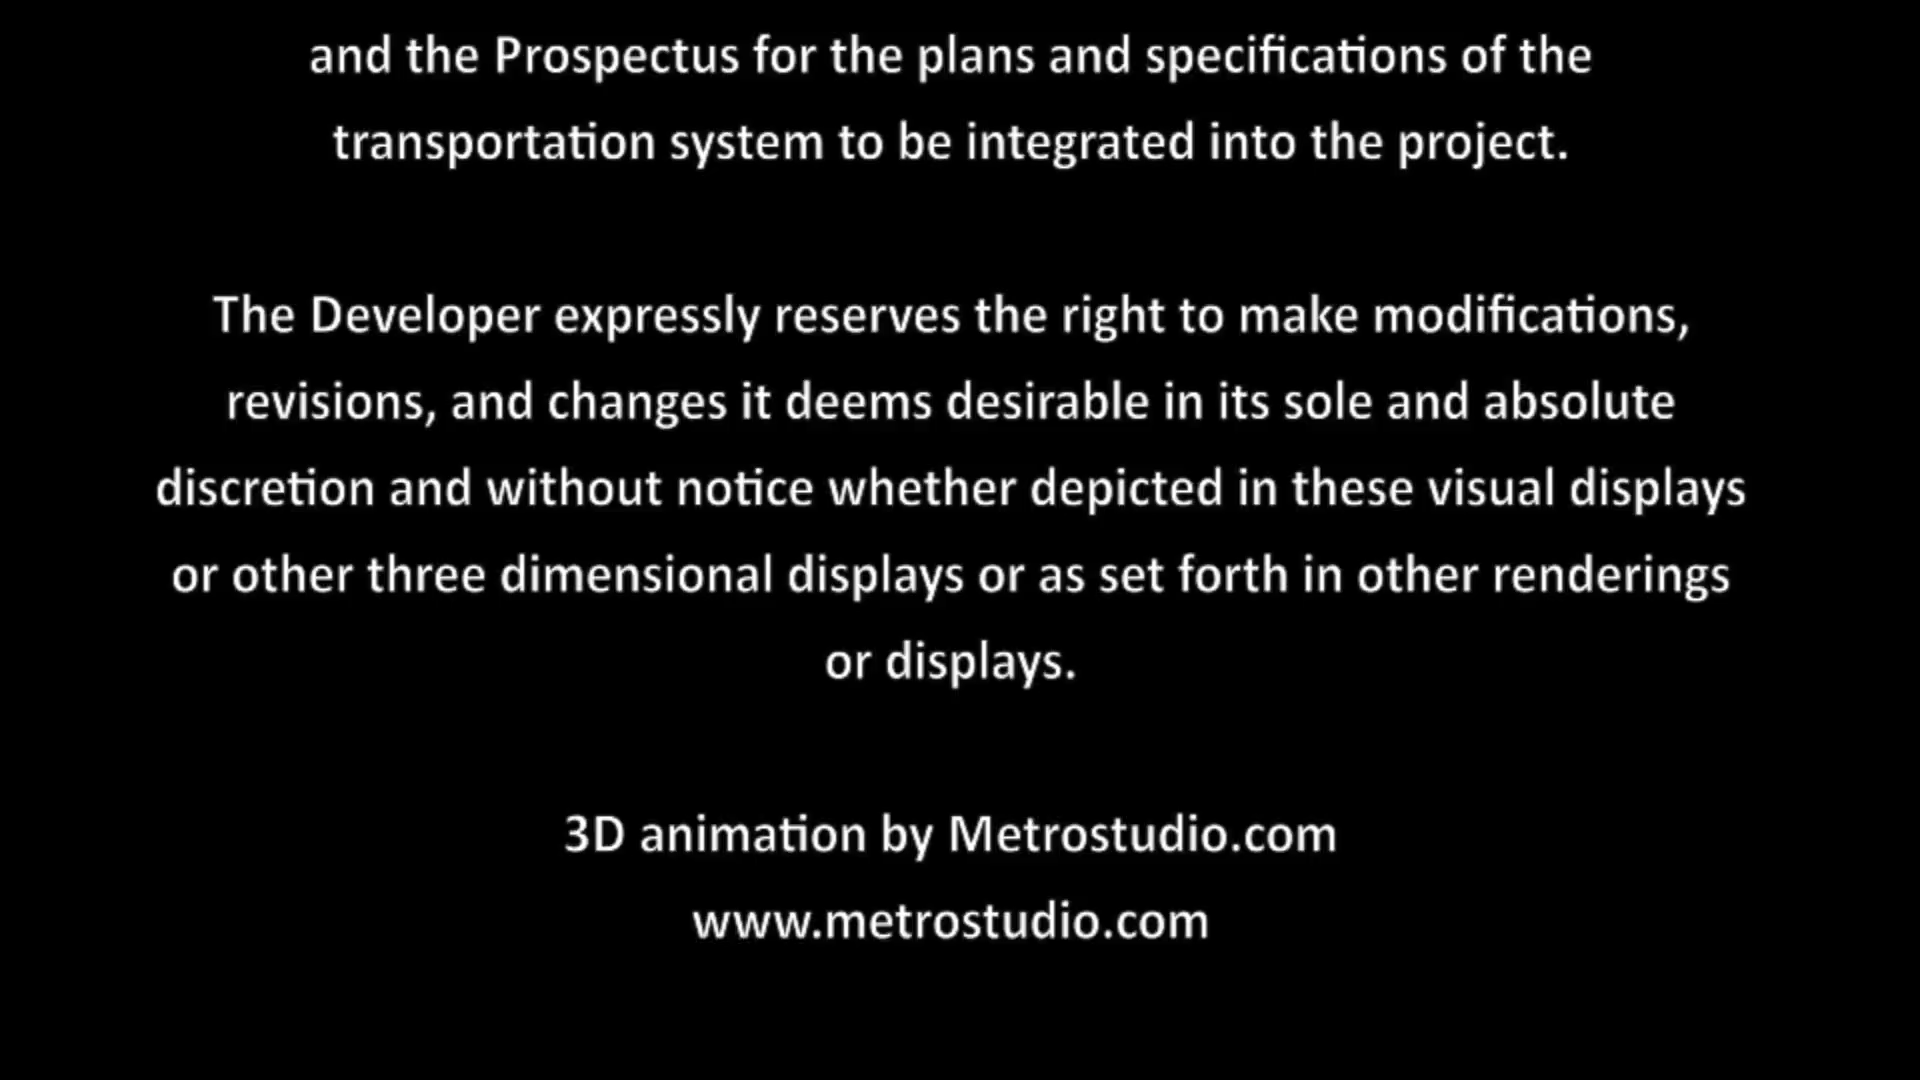 and the Prospectus for the plans and specifications of the
transportation system to be integrated into the project.
The Developer expressly reserves the right to make modifications,
revisions, and changes it deems desirable in its sole and absolute
discretion and without notice whether depicted in these visual displays
or other three dimensional displays or as set forth in other renderings
or displays.
3D animation by Metrostudio.com
www.metrostudio.com